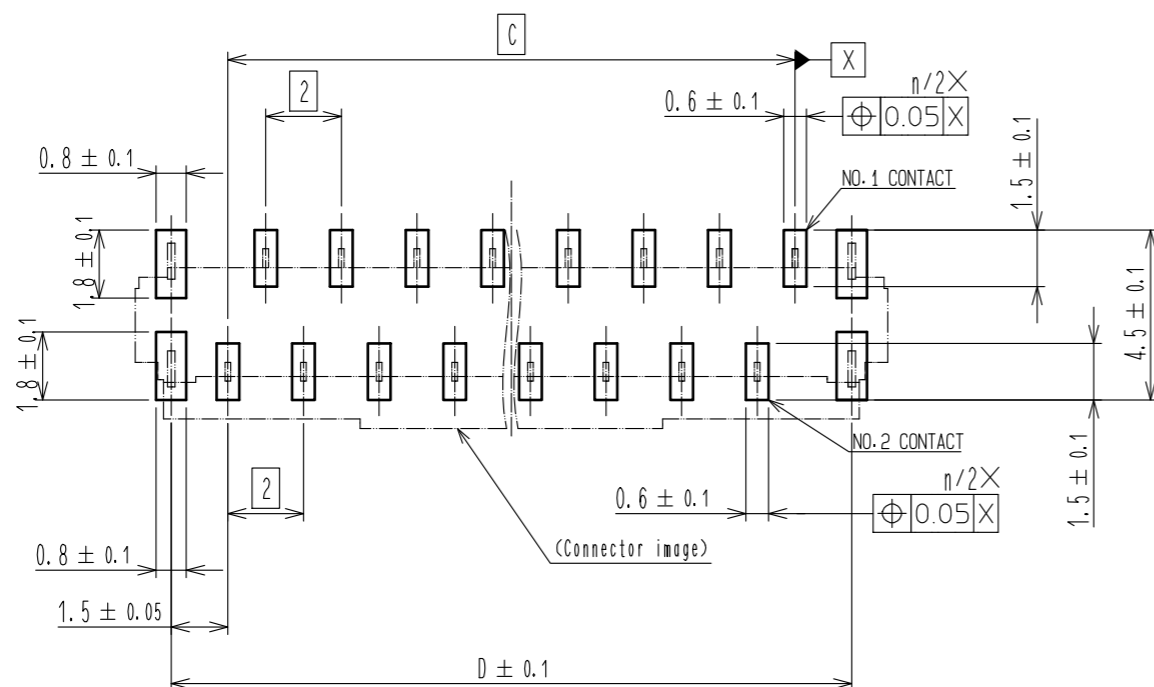 C
X
2
0.6 ± 0.1
n/2X
⌖ 0.05 X
0.8 ± 0.1
NO.1 CONTACT
1.5 ± 0.1
1.8 ± 0.1
4.5 ± 0.1
1.8 ± 0.1
NO.2 CONTACT
1.5 ± 0.1
2
0.6 ± 0.1
n/2X
⌖ 0.05 X
(Connector image)
0.8 ± 0.1
1.5 ± 0.05
D ± 0.1